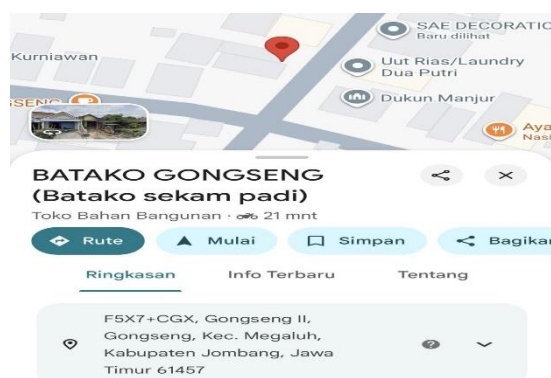 SAE DECORATIO
Baru dilihat
Kurniawan
Uut Rias/Laundry
Dua Putri
SENG
Dukun Manjur
Aya
Nasi
BATAKO GONGSENG
(Batako sekam padi)
Toko Bahan Bangunan · 21 mnt
Rute
Mulai
Simpan
Bagikan
Ringkasan
Info Terbaru
Tentang
F5X7+CGX, Gongseng II,
Gongseng, Kec. Megaluh,
Kabupaten Jombang, Jawa
Timur 61457